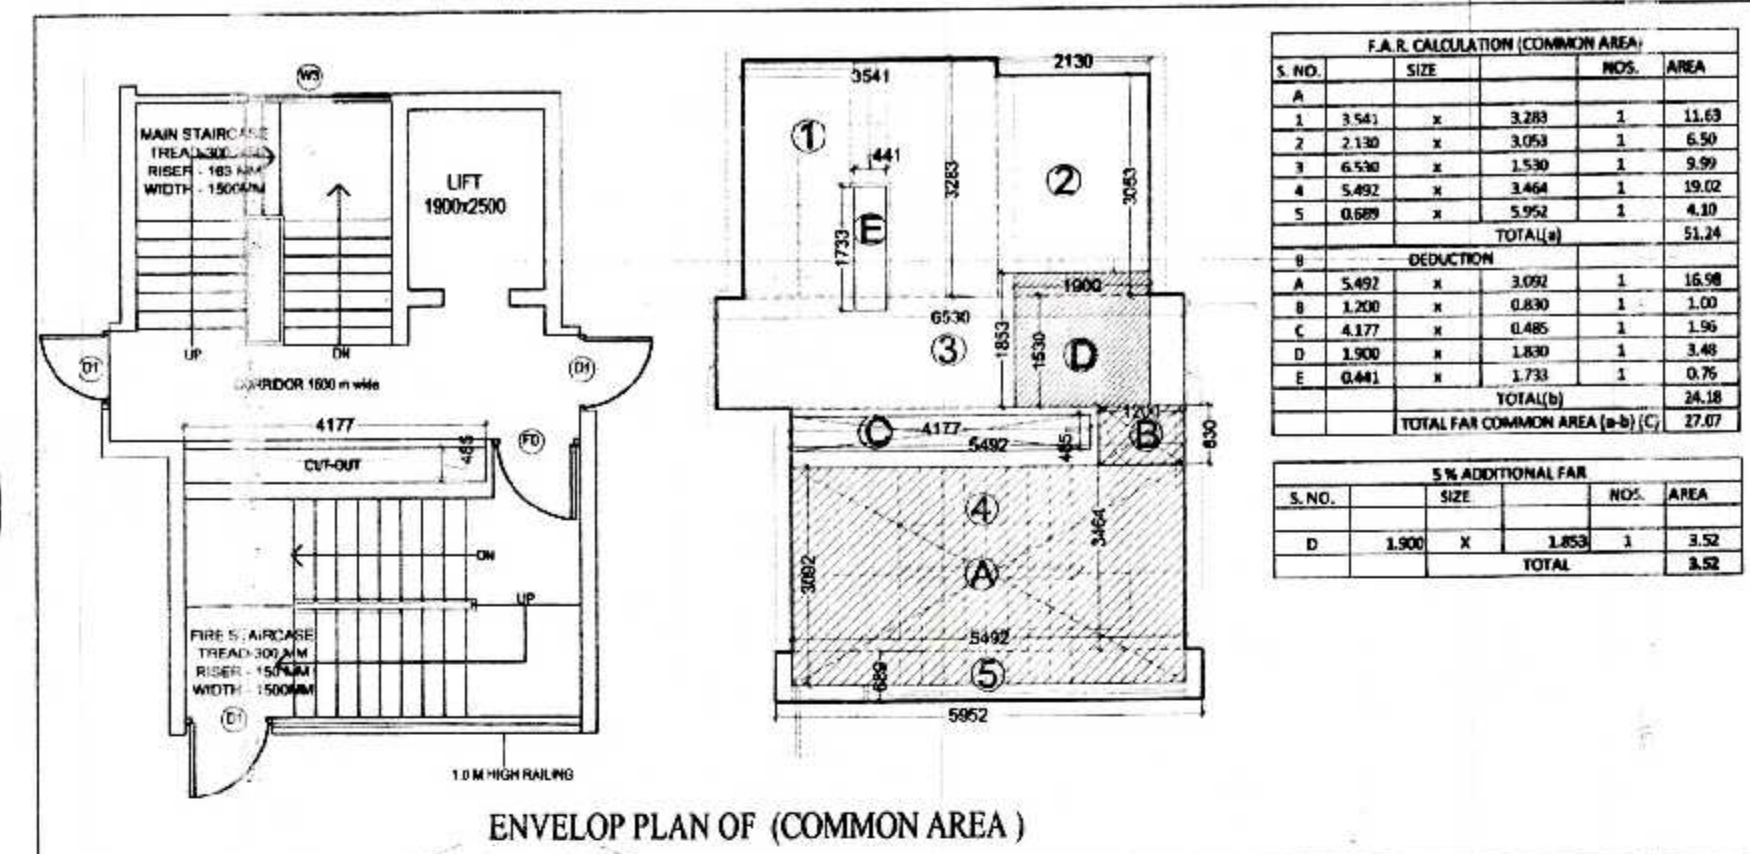 W3
MAIN STAIRCASE
TREAD-300
RISER - 163 MM
WIDTH - 1500MM
LIFT
1900x2500
UP
DN
D1
D1
CORRIDOR 1600 m wide
4177
FD
CUT-OUT
485
DN
UP
FIRE STAIRCASE
TREAD-300 MM
RISER - 150 MM
WIDTH - 1500MM
D1
1.0 M HIGH RAILING
3541
2130
1
441
3283
2
3053
E
1733
1900
6530
3
1853
1530
D
1200
C
4177
5492
485
B
830
4
3464
A
3092
5492
689
5
5952
F.A.R. CALCULATION (COMMON AREA)
S. NO. SIZE NOS. AREA
A
1 3.541 x 3.283 1 11.63
2 2.130 x 3.053 1 6.50
3 6.530 x 1.530 1 9.99
4 5.492 x 3.464 1 19.02
5 0.689 x 5.952 1 4.10
TOTAL(a) 51.24
B DEDUCTION
A 5.492 x 3.092 1 16.98
B 1.200 x 0.830 1 1.00
C 4.177 x 0.485 1 1.96
D 1.900 x 1.830 1 3.48
E 0.441 x 1.733 1 0.76
TOTAL(b) 24.18
TOTAL FAR COMMON AREA (a-b) (C) 27.07
5 % ADDITIONAL FAR
S. NO. SIZE NOS. AREA
D 1.900 X 1.853 1 3.52
TOTAL 3.52
ENVELOP PLAN OF (COMMON AREA )